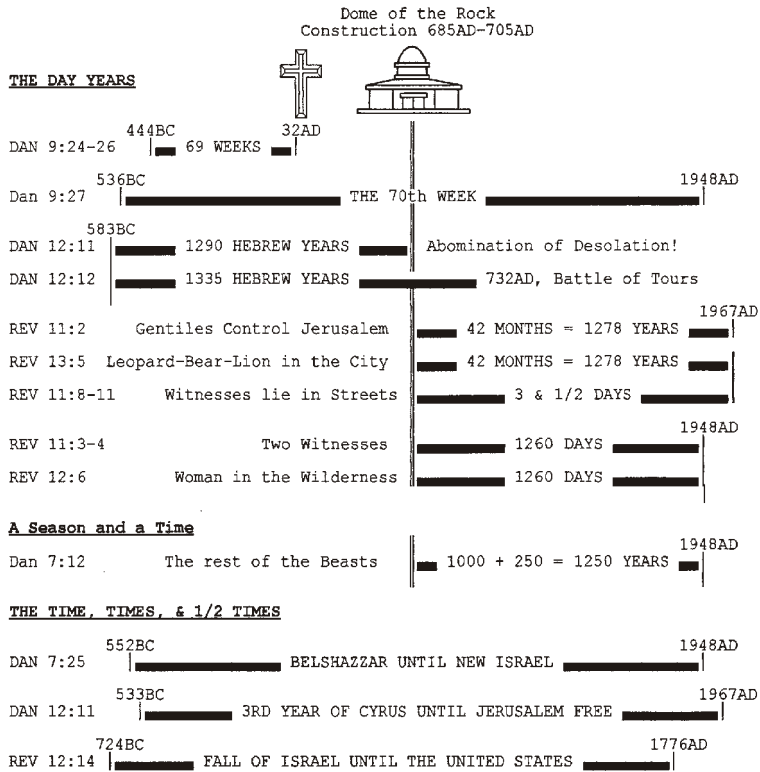 Dome of the Rock
Construction 685AD-705AD
THE DAY YEARS
444BC 32AD
DAN 9:24-26 69 WEEKS
536BC 1948AD
Dan 9:27 THE 70th WEEK
583BC
DAN 12:11 1290 HEBREW YEARS Abomination of Desolation!
DAN 12:12 1335 HEBREW YEARS 732AD, Battle of Tours
1967AD
REV 11:2 Gentiles Control Jerusalem 42 MONTHS = 1278 YEARS
REV 13:5 Leopard-Bear-Lion in the City 42 MONTHS = 1278 YEARS
REV 11:8-11 Witnesses lie in Streets 3 & 1/2 DAYS
1948AD
REV 11:3-4 Two Witnesses 1260 DAYS
REV 12:6 Woman in the Wilderness 1260 DAYS
A Season and a Time
1948AD
Dan 7:12 The rest of the Beasts 1000 + 250 = 1250 YEARS
THE TIME, TIMES, & 1/2 TIMES
552BC 1948AD
DAN 7:25 BELSHAZZAR UNTIL NEW ISRAEL
533BC 1967AD
DAN 12:11 3RD YEAR OF CYRUS UNTIL JERUSALEM FREE
724BC 1776AD
REV 12:14 FALL OF ISRAEL UNTIL THE UNITED STATES